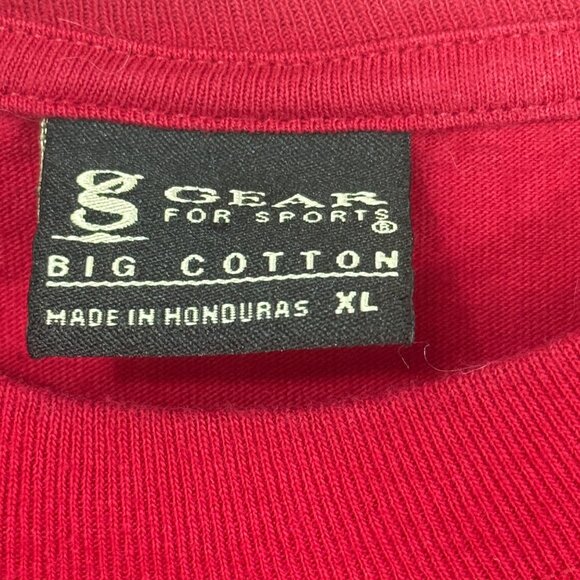 g GEAR
FOR SPORTS®
BIG COTTON
MADE IN HONDURAS XL